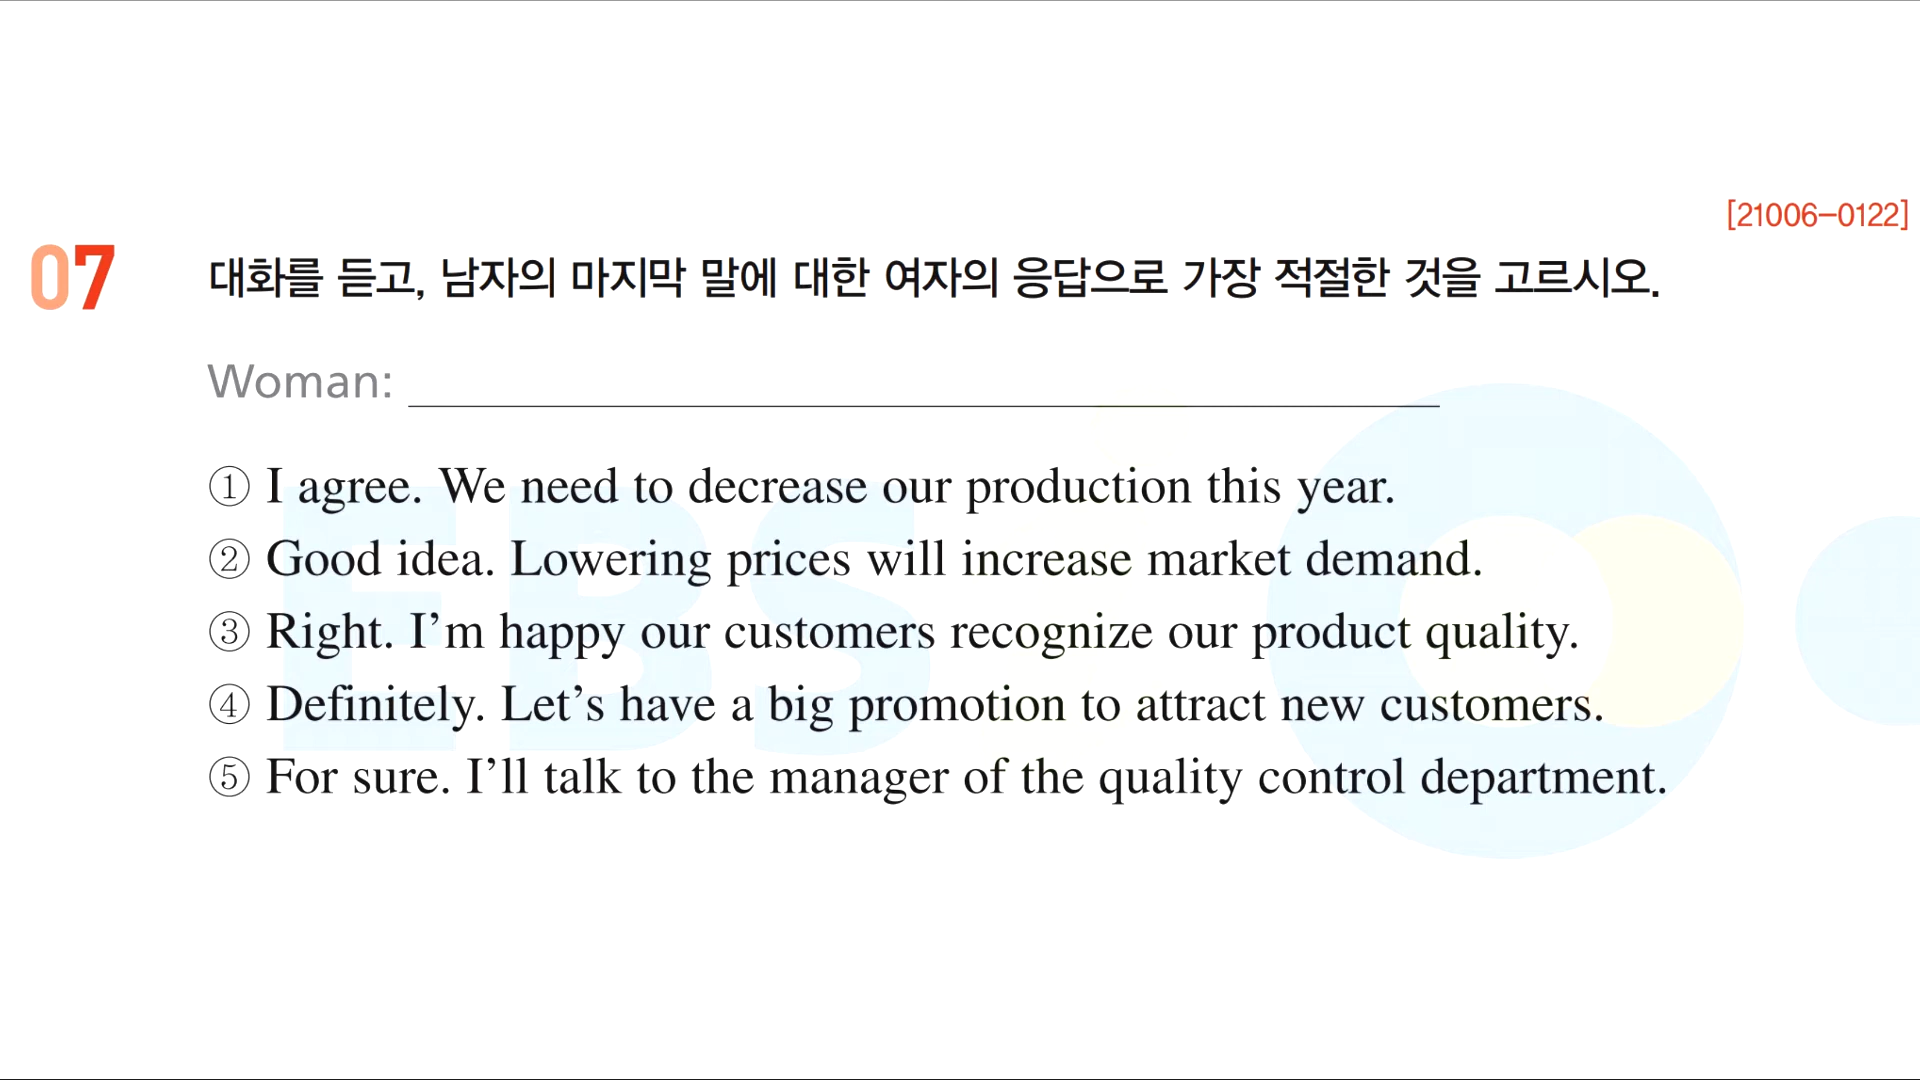 [21006-0122]
07 대화를 듣고, 남자의 마지막 말에 대한 여자의 응답으로 가장 적절한 것을 고르시오.
Woman: 
① I agree. We need to decrease our production this year.
② Good idea. Lowering prices will increase market demand.
③ Right. I’m happy our customers recognize our product quality.
④ Definitely. Let’s have a big promotion to attract new customers.
⑤ For sure. I’ll talk to the manager of the quality control department.
EBS